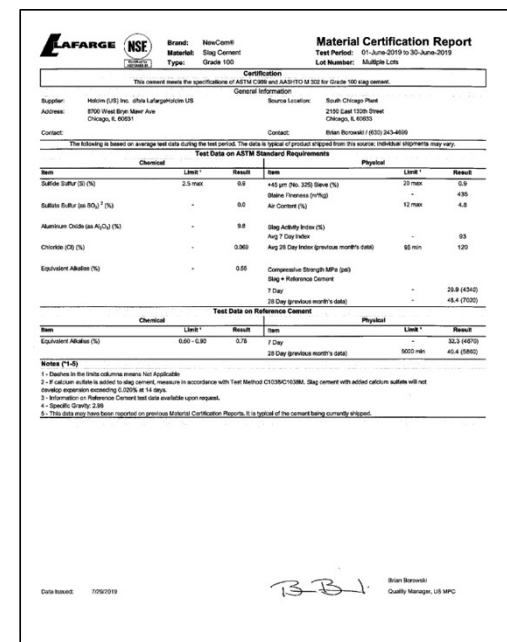 LAFARGE
NSF
Brand: NewCem®
Material: Slag Cement
Type: Grade 100
Material Certification Report
Test Period: 01-June-2019 to 30-June-2019
Lot Number: Multiple Lots
Certification
This cement meets the specifications of ASTM C989 and AASHTO M 302 for Grade 100 slag cement.
General Information
Supplier: Holcim (US) Inc. d/b/a LafargeHolcim US
Source Location: South Chicago Plant
Address: 8700 West Bryn Mawr Ave
2150 East 130th Street
Chicago, IL 60631
Chicago, IL 60633
Contact:
Contact: Brian Borowski / (630) 243-4699
The following is based on average test data during the test period. The data is typical of product shipped from this source; individual shipments may vary.
Test Data on ASTM Standard Requirements
Chemical Physical
Item Limit ¹ Result Item Limit ¹ Result
Sulfide Sulfur (S) (%) 2.5 max 0.9 +45 µm (No. 325) Sieve (%) 20 max 0.9
Blaine Fineness (m²/kg) - 435
Sulfate Sulfur (as SO₃) ² (%) - 0.0 Air Content (%) 12 max 4.8
Aluminum Oxide (as Al₂O₃) (%) - 9.8 Slag Activity Index (%)
Avg 7 Day Index - 93
Chloride (Cl) (%) - Avg 28 Day Index (previous month's data) 95 min 120
Equivalent Alkalies (%) - 0.56 Compressive Strength MPa (psi)
Slag + Reference Cement
7 Day - 29.9 (4340)
28 Day (previous month's data) - 48.4 (7020)
Test Data on Reference Cement
Chemical Physical
Item Limit ¹ Result Item Limit ¹ Result
Equivalent Alkalies (%) 0.60 - 0.90 0.78 7 Day - 32.3 (4670)
28 Day (previous month's data) 5000 min 40.4 (5860)
Notes (*1-5)
1 - Dashes in the limits columns means Not Applicable
2 - If calcium sulfate is added to slag cement, measure in accordance with Test Method C1038/C1038M. Slag cement with added calcium sulfate will not
develop expansion exceeding 0.020% at 14 days.
3 - Information on Reference Cement test data available upon request.
4 - Specific Gravity: 2.99
5 - This data may have been reported on previous Material Certification Reports. It is typical of the cement being currently shipped.
Brian Borowski
Data Issued: 7/29/2019
Quality Manager, US MPC